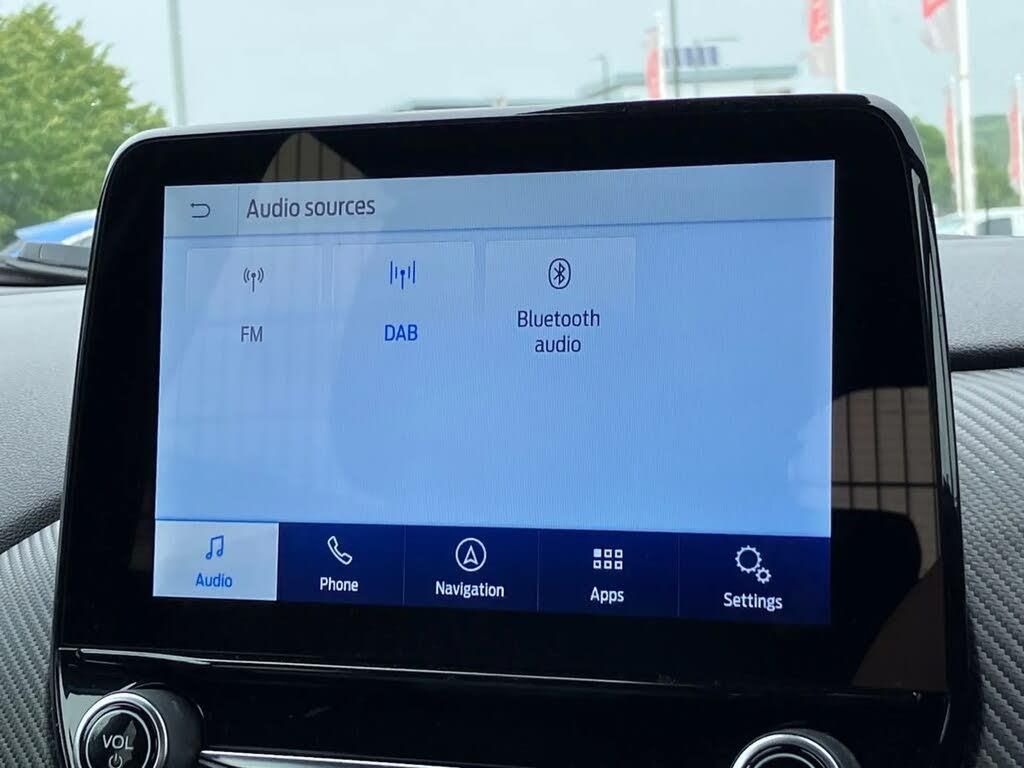 Audio sources
FM
DAB
Bluetooth
audio
Audio
Phone
Navigation
Apps
Settings
VOL